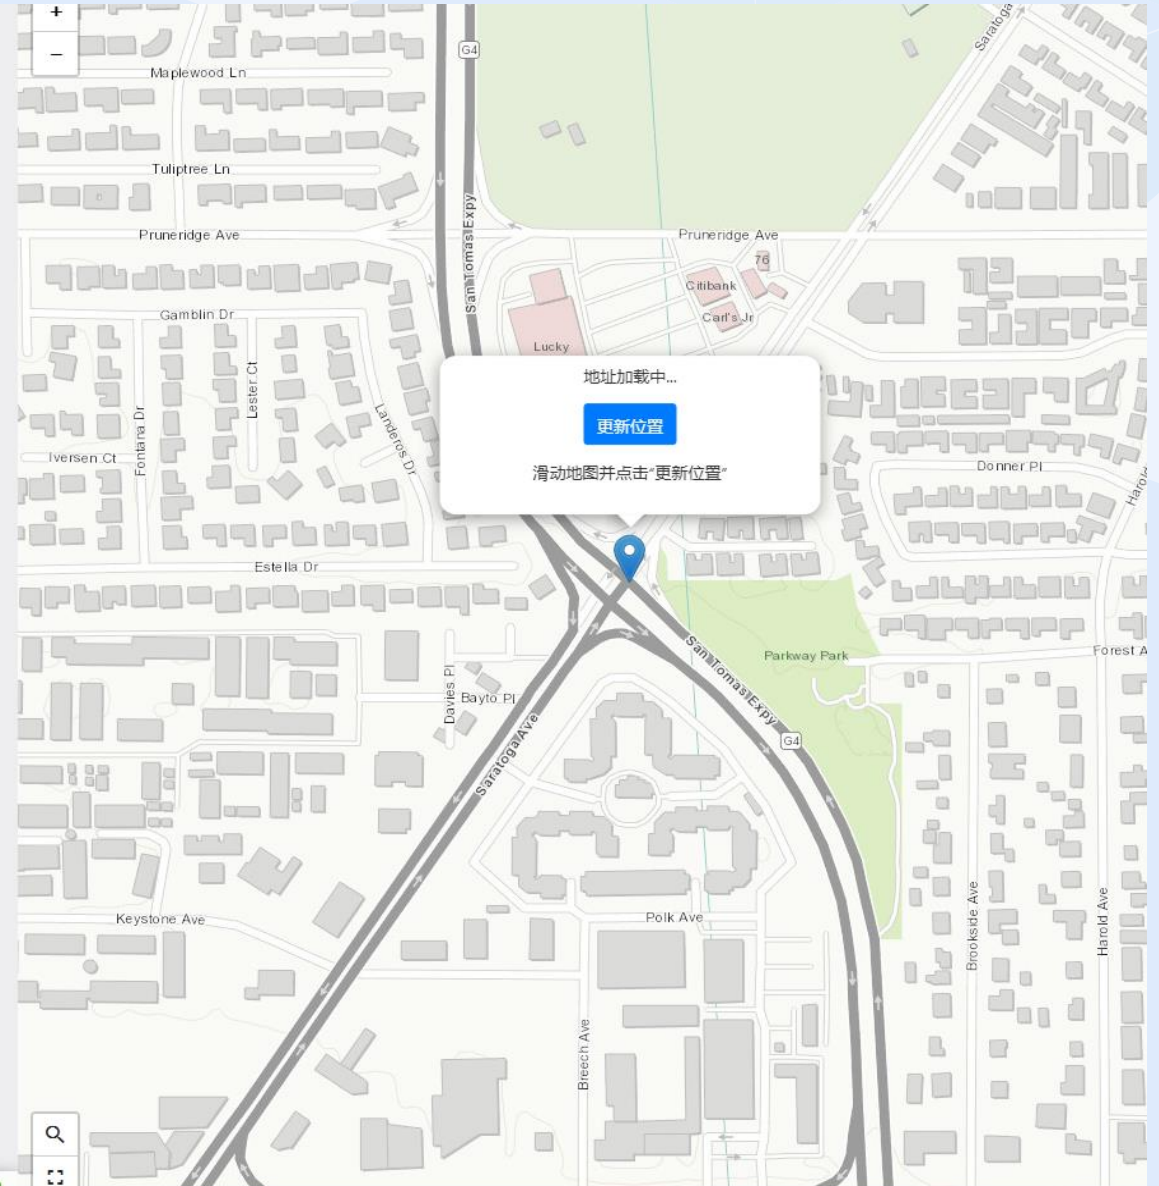 +
G4
Saratoga
−
Maplewood Ln
Tuliptree Ln
San Tomas Expy
Pruneridge Ave
Pruneridge Ave
76
Citibank
Gamblin Dr
Carl's Jr
Lucky
Lester Ct
地址加载中...
Fontana Dr
Landeros Dr
更新位置
Iversen Ct
滑动地图并点击“更新位置”
Donner Pl
Harold
Estella Dr
San Tomas Expy
Parkway Park
Forest A
Davies Pl
Bayto Pl
G4
Saratoga Ave
Keystone Ave
Polk Ave
Brookside Ave
Harold Ave
Breech Ave